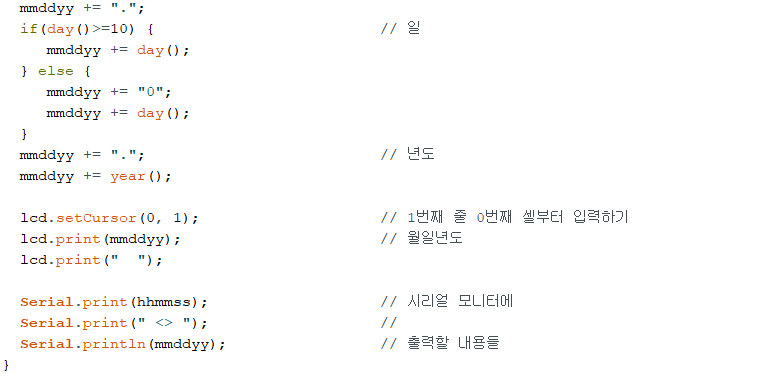 mmddyy += ".";
if(day()>=10) { // 일
mmddyy += day();
} else {
mmddyy += "0";
mmddyy += day();
}
mmddyy += "."; // 년도
mmddyy += year();
lcd.setCursor(0, 1); // 1번째 줄 0번째 셀부터 입력하기
lcd.print(mmddyy); // 월일년도
lcd.print("  ");
Serial.print(hhmmss); // 시리얼 모니터에
Serial.print(" <> "); //
Serial.println(mmddyy); // 출력할 내용들
}